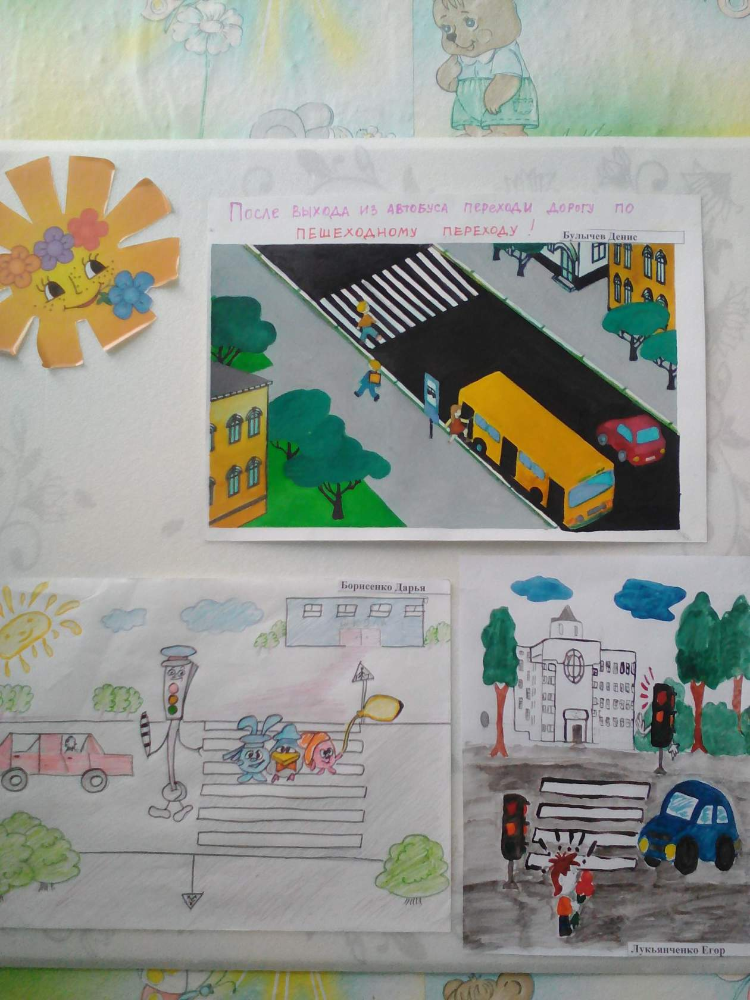 После выхода из автобуса переходи дорогу по
пешеходному переходу!
Булычев Денис
Борисенко Дарья
Лукьянченко Егор